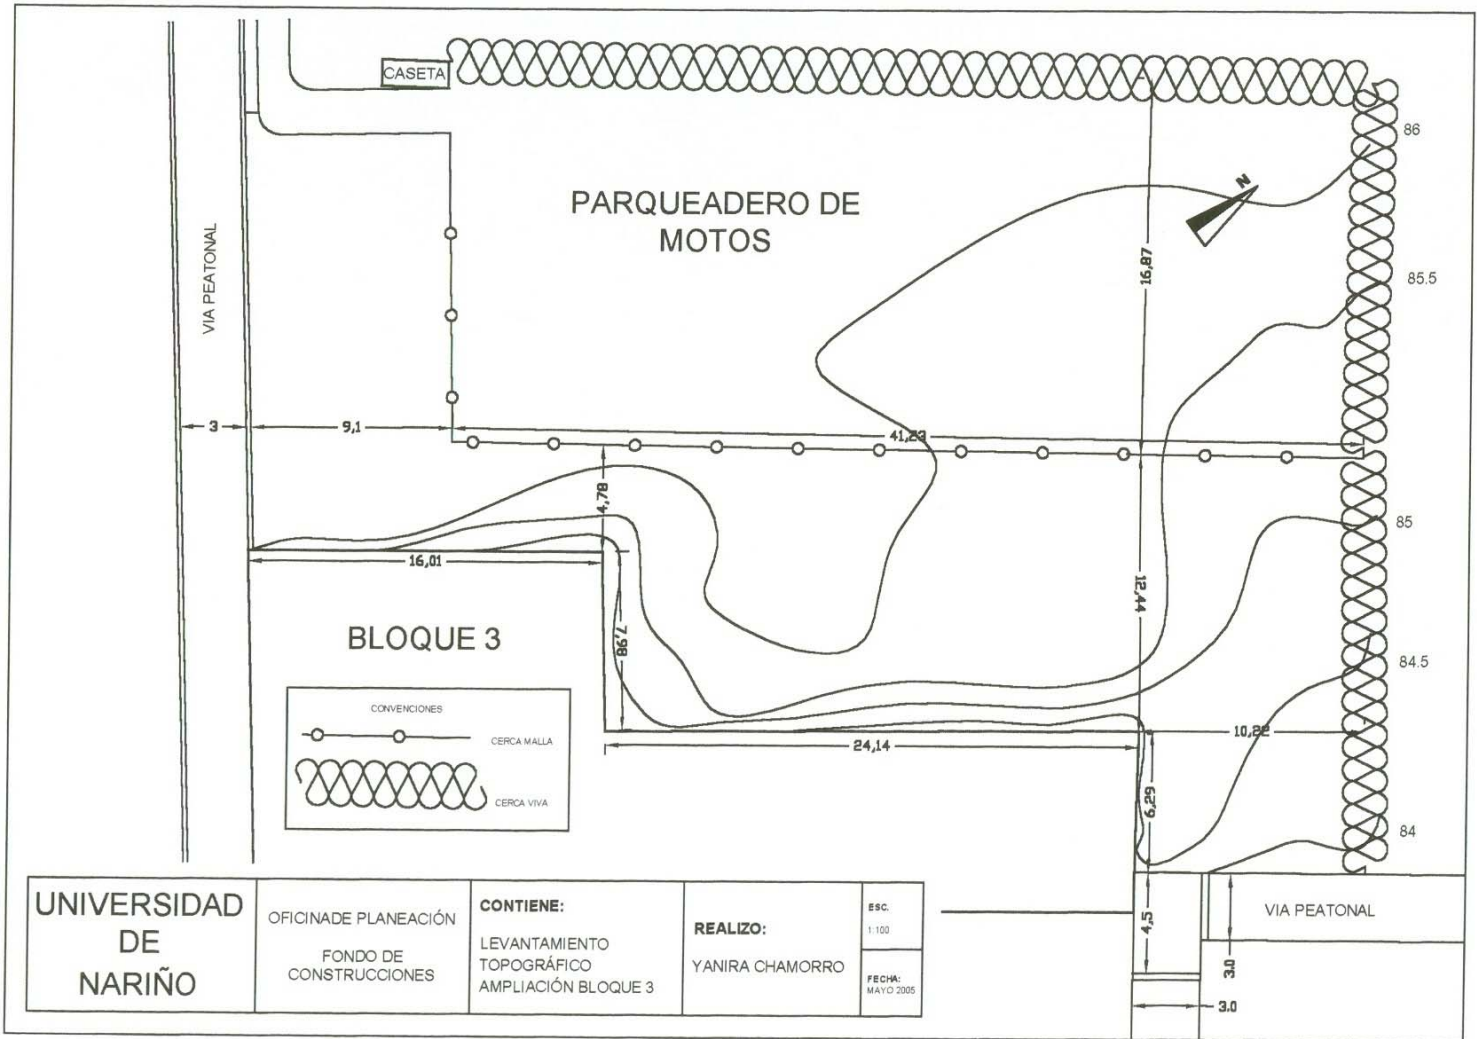 CASETA
86
PARQUEADERO DE
MOTOS
N
VIA PEATONAL
16,87
85.5
3
9,1
41,23
4,78
85
16,01
12,44
7,98
BLOQUE 3
84.5
CONVENCIONES
CERCA MALLA
CERCA VIVA
24,14
10,22
6,29
84
UNIVERSIDAD
DE
NARIÑO
OFICINADE PLANEACIÓN
FONDO DE
CONSTRUCCIONES
CONTIENE:
LEVANTAMIENTO
TOPOGRÁFICO
AMPLIACIÓN BLOQUE 3
REALIZO:
YANIRA CHAMORRO
ESC.
1:100
FECHA:
MAYO 2005
4,5
3.0
VIA PEATONAL
3.0